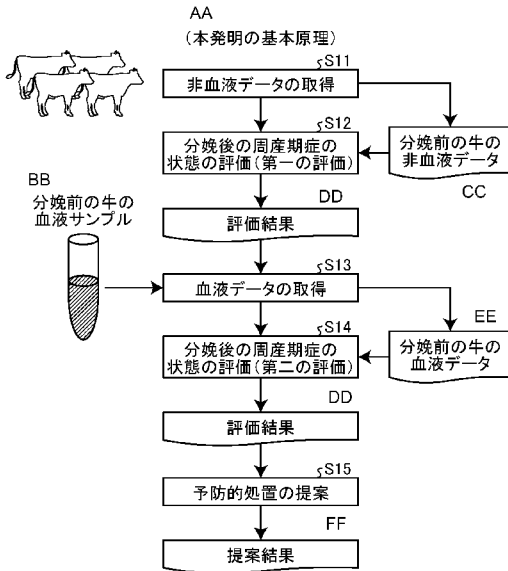 AA
(本発明の基本原理)
S11
非血液データの取得
S12
分娩後の周産期症の
状態の評価(第一の評価)
分娩前の牛の
非血液データ
CC
DD
評価結果
BB
分娩前の牛の
血液サンプル
S13
血液データの取得
S14
分娩後の周産期症の
状態の評価(第二の評価)
EE
分娩前の牛の
血液データ
DD
評価結果
S15
予防的処置の提案
FF
提案結果